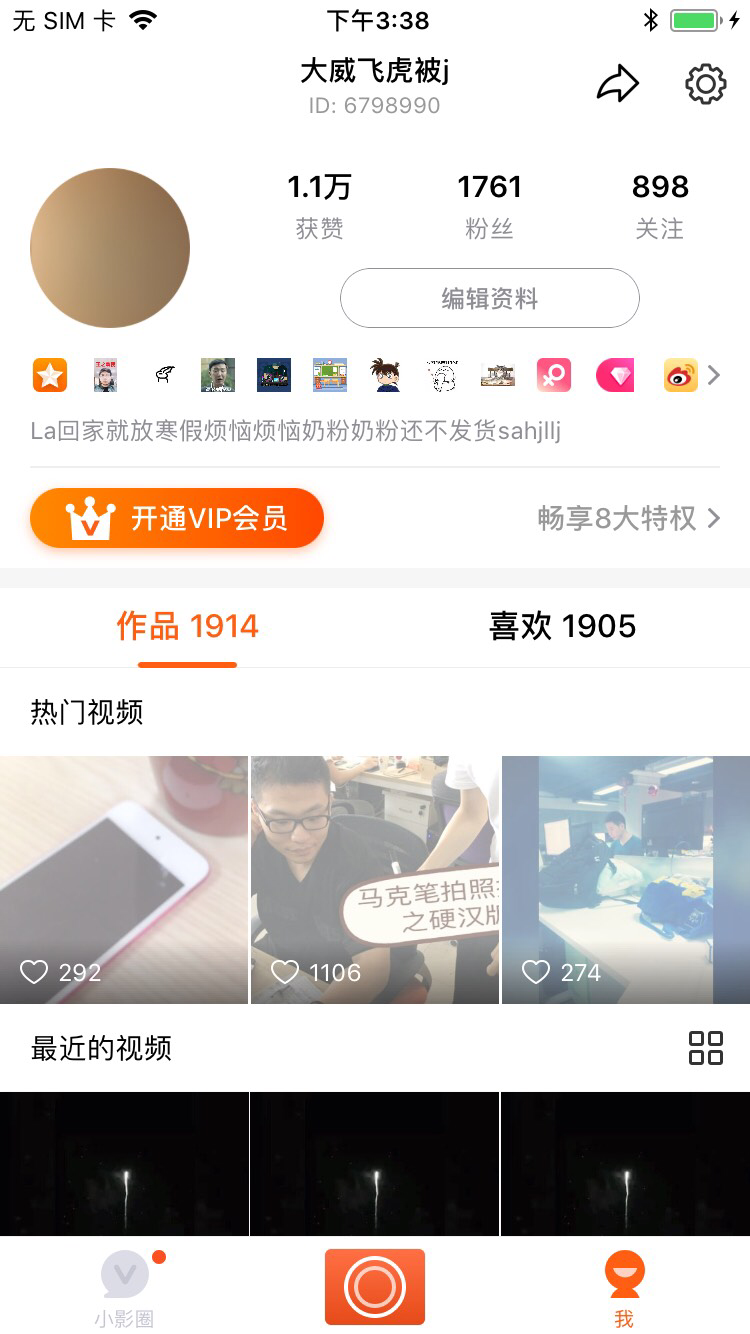 无 SIM 卡
下午3:38
大威飞虎被j
ID: 6798990
1.1万
1761
898
获赞
粉丝
关注
编辑资料
La回家就放寒假烦恼烦恼奶粉奶粉还不发货sahjllj
开通VIP会员
畅享8大特权
作品 1914
喜欢 1905
热门视频
马克笔拍照
之硬汉版
292
1106
274
最近的视频
小影圈
我